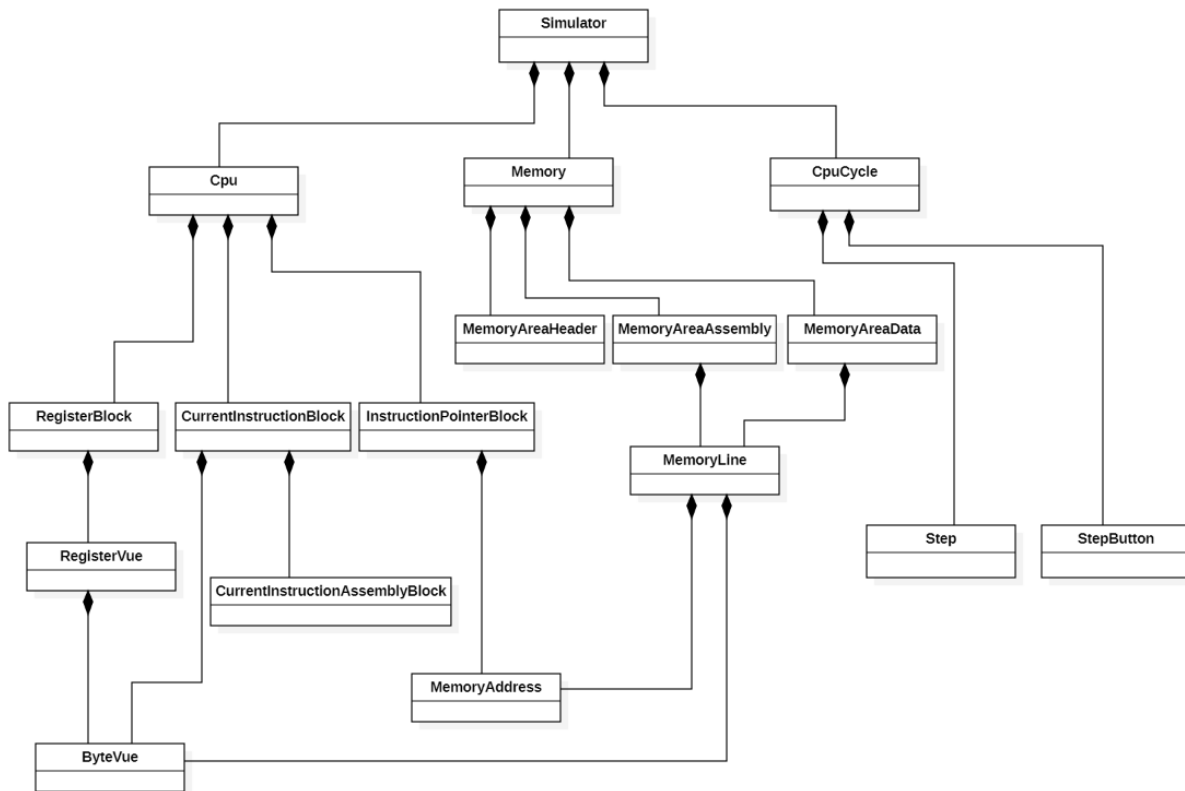 Simulator
Cpu
Memory
CpuCycle
MemoryAreaHeader
MemoryAreaAssembly
MemoryAreaData
RegisterBlock
CurrentInstructionBlock
InstructionPointerBlock
MemoryLine
Step
StepButton
RegisterVue
CurrentInstructionAssemblyBlock
MemoryAddress
ByteVue